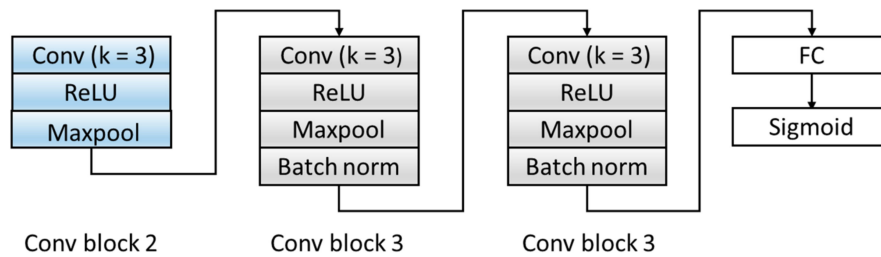 Conv (k = 3)
ReLU
Maxpool
Conv block 2
Conv (k = 3)
ReLU
Maxpool
Batch norm
Conv block 3
Conv (k = 3)
ReLU
Maxpool
Batch norm
Conv block 3
FC
Sigmoid